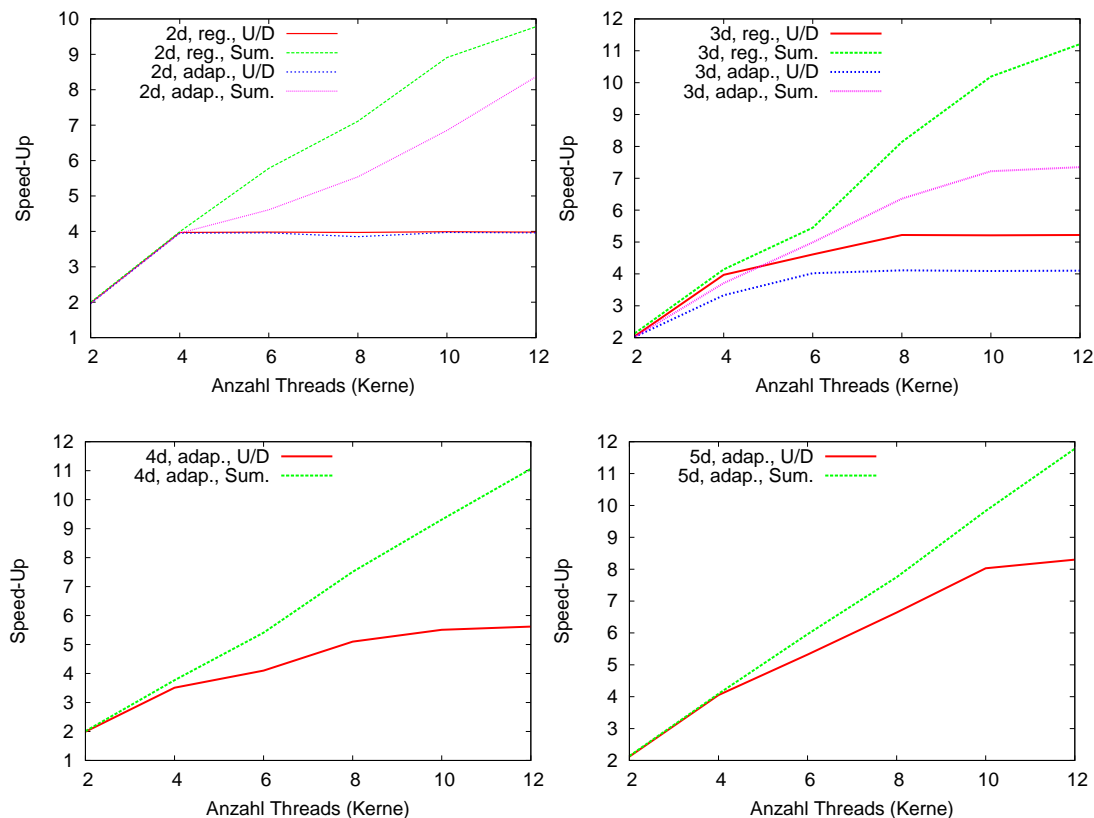 10
9
8
7
6
5
4
3
2
1
Speed-Up
2d, reg., U/D
2d, reg., Sum.
2d, adap., U/D
2d, adap., Sum.
2 4 6 8 10 12
Anzahl Threads (Kerne)
12
11
10
9
8
7
6
5
4
3
2
Speed-Up
3d, reg., U/D
3d, reg., Sum.
3d, adap., U/D
3d, adap., Sum.
2 4 6 8 10 12
Anzahl Threads (Kerne)
12
11
10
9
8
7
6
5
4
3
2
1
Speed-Up
4d, adap., U/D
4d, adap., Sum.
2 4 6 8 10 12
Anzahl Threads (Kerne)
12
11
10
9
8
7
6
5
4
3
2
Speed-Up
5d, adap., U/D
5d, adap., Sum.
2 4 6 8 10 12
Anzahl Threads (Kerne)